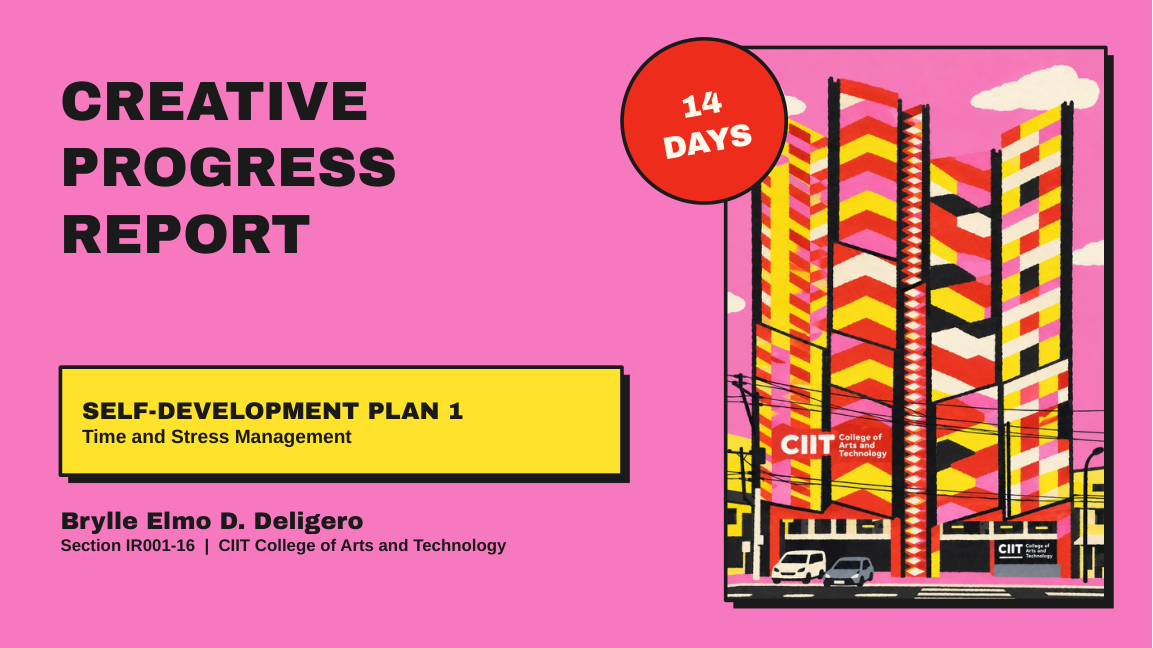 CREATIVE
PROGRESS
REPORT
14
DAYS
SELF-DEVELOPMENT PLAN 1
Time and Stress Management
Brylle Elmo D. Deligero
Section IR001-16 | CIIT College of Arts and Technology
CIIT College of
Arts and
Technology
CIIT College of
Arts and
Technology